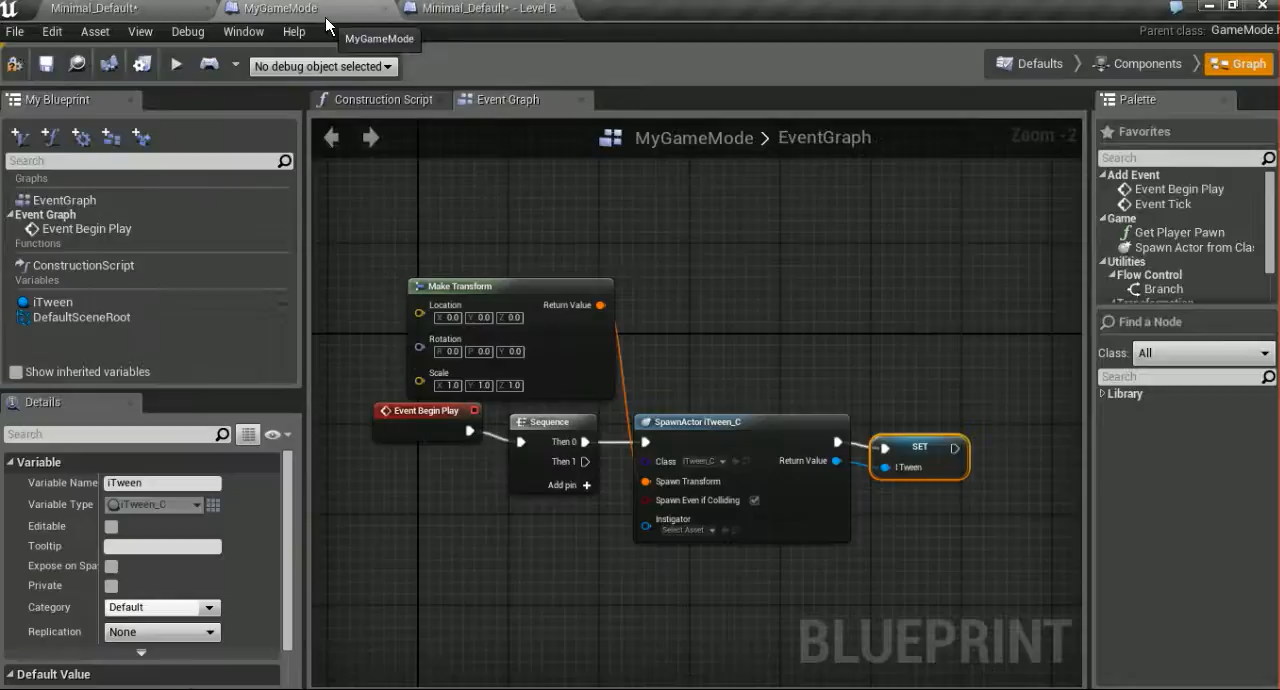 Minimal_Default*
MyGameMode
Minimal_Default* - Level B
File Edit Asset View Debug Window Help
MyGameMode
Parent class: GameMode.h
No debug object selected
Defaults
Components
Graph
My Blueprint
Construction Script
Event Graph
Palette
MyGameMode > EventGraph
Zoom -2
Search
Graphs
EventGraph
Event Graph
Event Begin Play
Functions
ConstructionScript
Variables
iTween
DefaultSceneRoot
Show inherited variables
Details
Search
Variable
Variable Name iTween
Variable Type iTween_C
Editable
Tooltip
Expose on Spa
Private
Category Default
Replication None
Default Value
Make Transform
Location
X 0.0 Y 0.0 Z 0.0
Return Value
Rotation
R 0.0 P 0.0 Y 0.0
Scale
X 1.0 Y 1.0 Z 1.0
Event Begin Play
Sequence
Then 0
Then 1
Add pin +
SpawnActor iTween_C
Class iTween_C
Return Value
Spawn Transform
Spawn Even if Colliding
Instigator
Select Asset
SET
I Tween
BLUEPRINT
Favorites
Search
Add Event
Event Begin Play
Event Tick
Game
Get Player Pawn
Spawn Actor from Cla
Utilities
Flow Control
Branch
Find a Node
Class: All
Search
Library